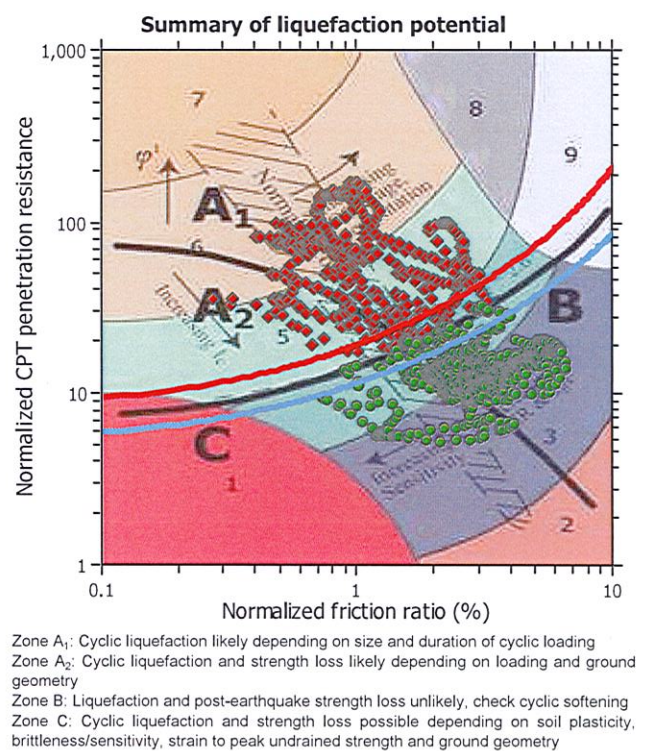 Summary of liquefaction potential
1,000
7
8
9
φ'
A1
6
100
A2
5
Increasing Ic
B
10
C
3
Increasing
Sensitivity
1
2
1
0.1
1
10
Normalized CPT penetration resistance
Normalized friction ratio (%)
Zone A1: Cyclic liquefaction likely depending on size and duration of cyclic loading
Zone A2: Cyclic liquefaction and strength loss likely depending on loading and ground
geometry
Zone B: Liquefaction and post-earthquake strength loss unlikely, check cyclic softening
Zone C: Cyclic liquefaction and strength loss possible depending on soil plasticity,
brittleness/sensitivity, strain to peak undrained strength and ground geometry